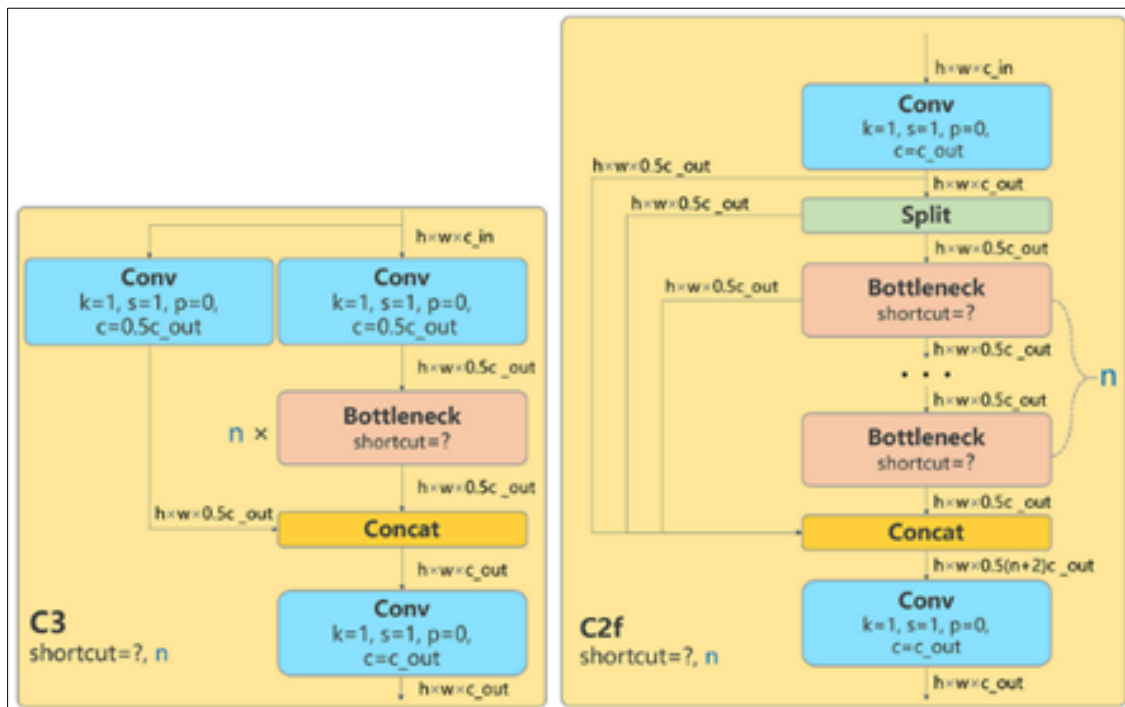 h×w×c_in
Conv
k=1, s=1, p=0,
c=0.5c_out
Conv
k=1, s=1, p=0,
c=0.5c_out
h×w×0.5c_out
n ×
Bottleneck
shortcut=?
h×w×0.5c_out
h×w×0.5c_out
Concat
h×w×c_out
Conv
k=1, s=1, p=0,
c=c_out
h×w×c_out
C3
shortcut=?, n
h×w×c_in
Conv
k=1, s=1, p=0,
c=c_out
h×w×0.5c_out
h×w×c_out
h×w×0.5c_out
Split
h×w×0.5c_out
h×w×0.5c_out
Bottleneck
shortcut=?
h×w×0.5c_out
• • •
n
h×w×0.5c_out
Bottleneck
shortcut=?
h×w×0.5c_out
Concat
h×w×0.5(n+2)c_out
Conv
k=1, s=1, p=0,
c=c_out
h×w×c_out
C2f
shortcut=?, n